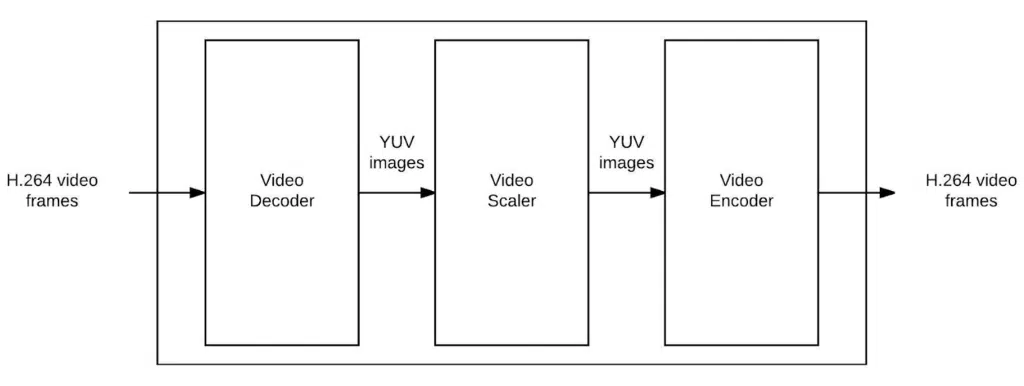 H.264 video
frames
Video
Decoder
YUV
images
Video
Scaler
YUV
images
Video
Encoder
H.264 video
frames